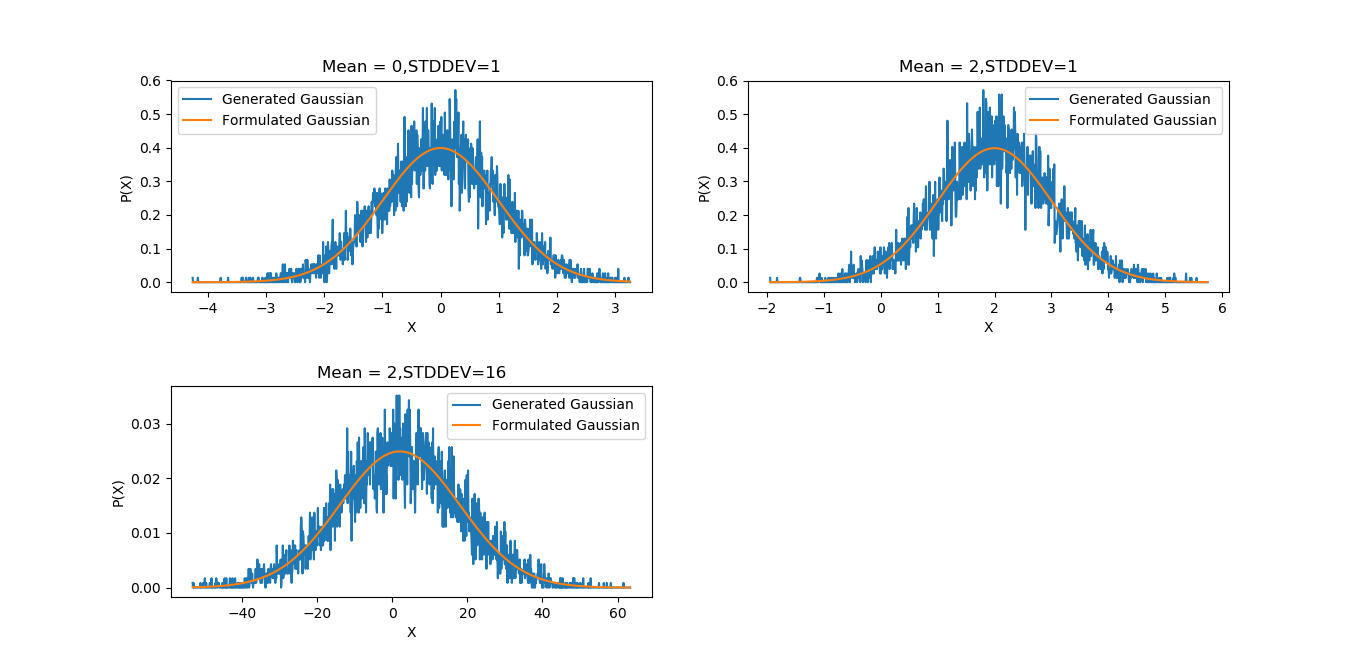 Mean = 0,STDDEV=1
Generated Gaussian
Formulated Gaussian
P(X)
0.6
0.5
0.4
0.3
0.2
0.1
0.0
−4 −3 −2 −1 0 1 2 3
X
Mean = 2,STDDEV=1
Generated Gaussian
Formulated Gaussian
P(X)
0.6
0.5
0.4
0.3
0.2
0.1
0.0
−2 −1 0 1 2 3 4 5 6
X
Mean = 2,STDDEV=16
Generated Gaussian
Formulated Gaussian
P(X)
0.03
0.02
0.01
0.00
−40 −20 0 20 40 60
X